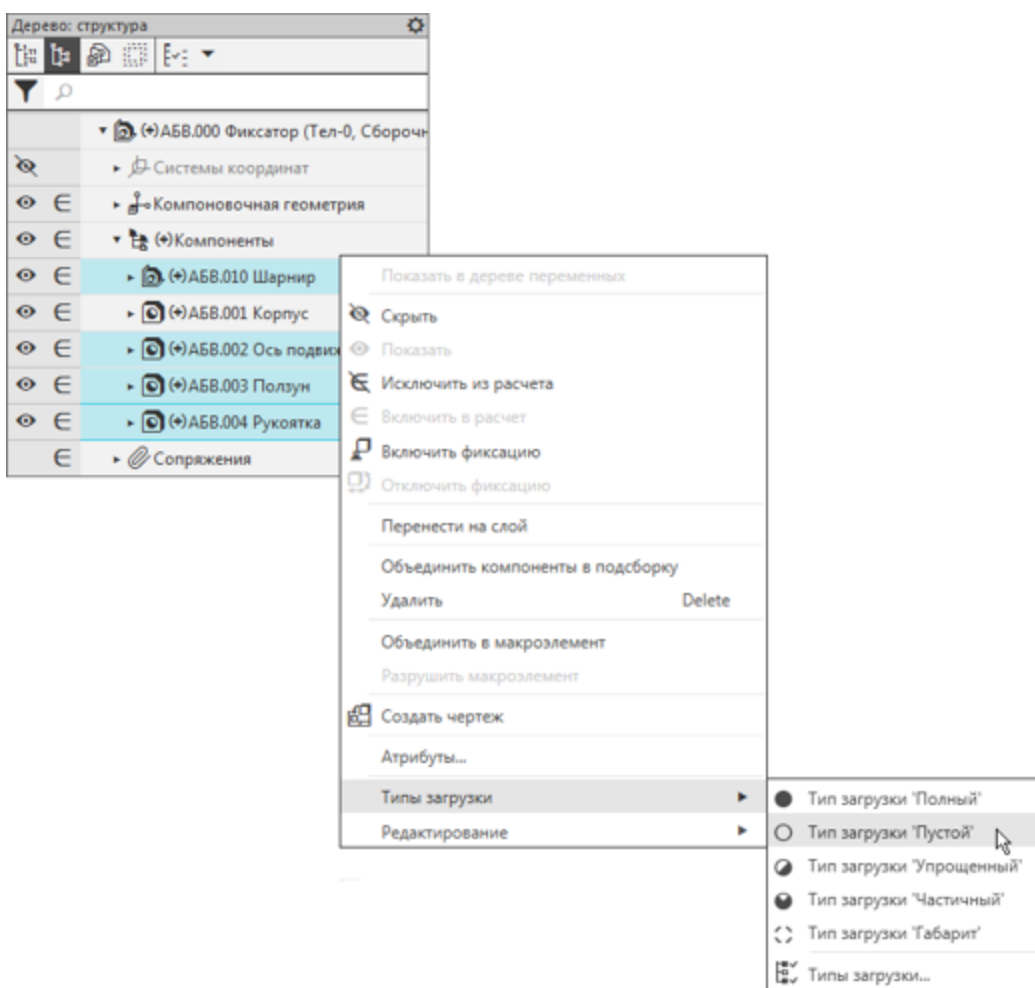 Дерево: структура
(+)АБВ.000 Фиксатор (Тел-0, Сбороч
Системы координат
Компоновочная геометрия
(+)Компоненты
(+)АБВ.010 Шарнир
(+)АБВ.001 Корпус
(+)АБВ.002 Ось подвиж
(+)АБВ.003 Ползун
(+)АБВ.004 Рукоятка
Сопряжения
Показать в дереве переменных
Скрыть
Показать
Исключить из расчета
Включить в расчет
Включить фиксацию
Отключить фиксацию
Перенести на слой
Объединить компоненты в подсборку
Удалить Delete
Объединить в макроэлемент
Разрушить макроэлемент
Создать чертеж
Атрибуты...
Типы загрузки
Редактирование
Тип загрузки 'Полный'
Тип загрузки 'Пустой'
Тип загрузки 'Упрощенный'
Тип загрузки 'Частичный'
Тип загрузки 'Габарит'
Типы загрузки...